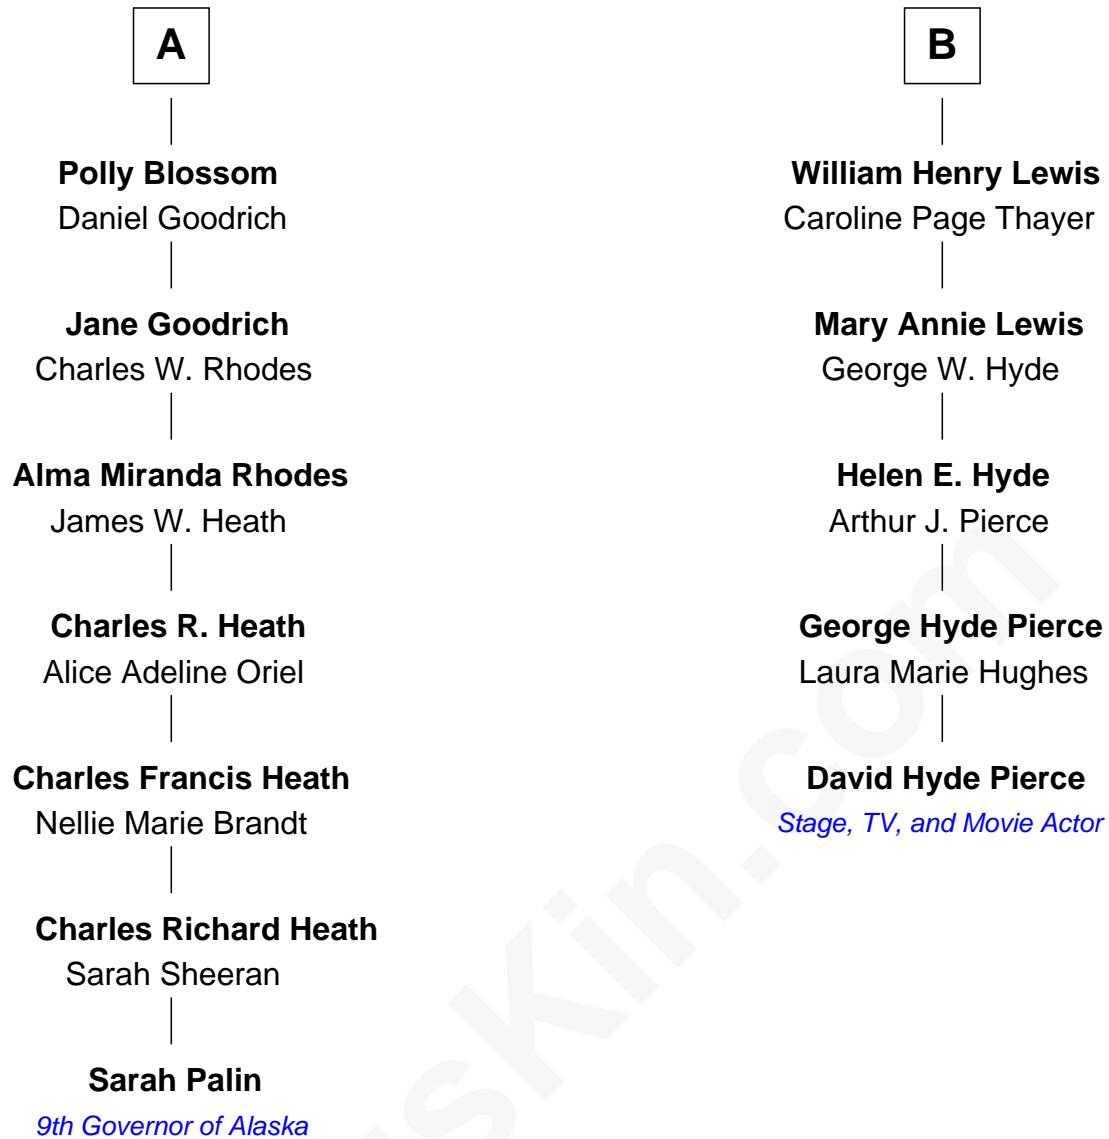 A
Polly Blossom
Daniel Goodrich
Jane Goodrich
Charles W. Rhodes
Alma Miranda Rhodes
James W. Heath
Charles R. Heath
Alice Adeline Oriel
Charles Francis Heath
Nellie Marie Brandt
Charles Richard Heath
Sarah Sheeran
Sarah Palin
9th Governor of Alaska
B
William Henry Lewis
Caroline Page Thayer
Mary Annie Lewis
George W. Hyde
Helen E. Hyde
Arthur J. Pierce
George Hyde Pierce
Laura Marie Hughes
David Hyde Pierce
Stage, TV, and Movie Actor
sKin.com